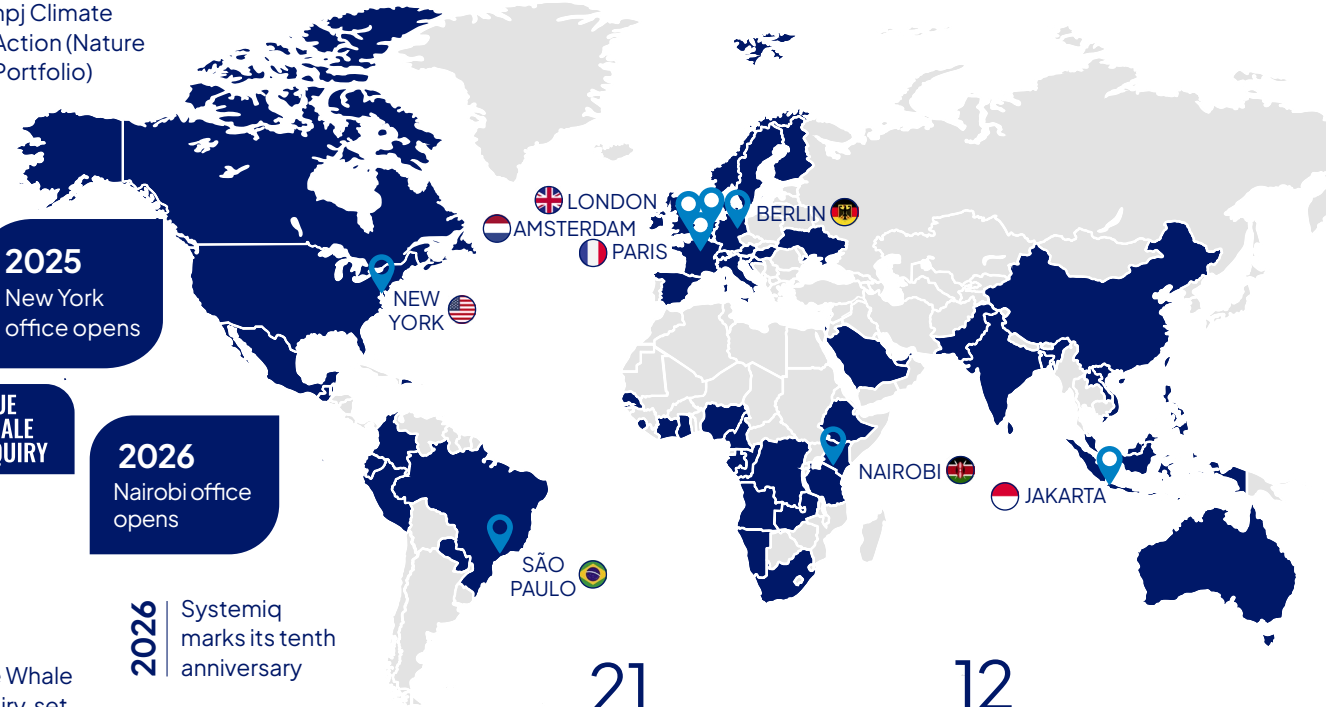 Climate
Action (Nature
Portfolio)
2025
New York
office opens
2026
Nairobi office
opens
2026
Systemiq
marks its tenth
anniversary
Whale
LONDON
AMSTERDAM
PARIS
BERLIN
NEW
YORK
SÃO
PAULO
NAIROBI
JAKARTA
21
12